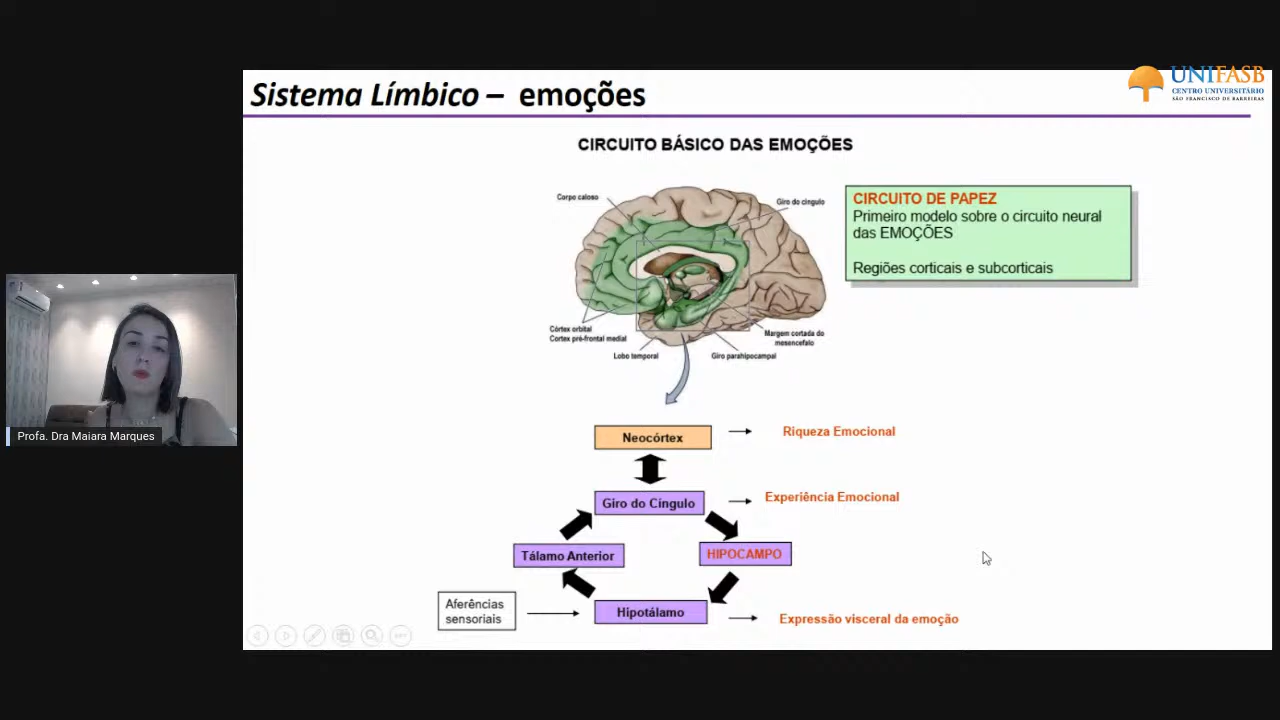 Sistema Límbico – emoções
UNIFASB
CENTRO UNIVERSITÁRIO
SÃO FRANCISCO DE BARREIRAS
CIRCUITO BÁSICO DAS EMOÇÕES
Corpo caloso
Giro do cíngulo
Córtex orbital
Cortex pré-frontal medial
Lobo temporal
Giro parahipocampal
Margem cortada do
mesencefalo
CIRCUITO DE PAPEZ
Primeiro modelo sobre o circuito neural
das EMOÇÕES
Regiões corticais e subcorticais
Profa. Dra Maiara Marques
Neocórtex
Riqueza Emocional
Giro do Cíngulo
Experiência Emocional
Tálamo Anterior
HIPOCAMPO
Aferências
sensoriais
Hipotálamo
Expressão visceral da emoção